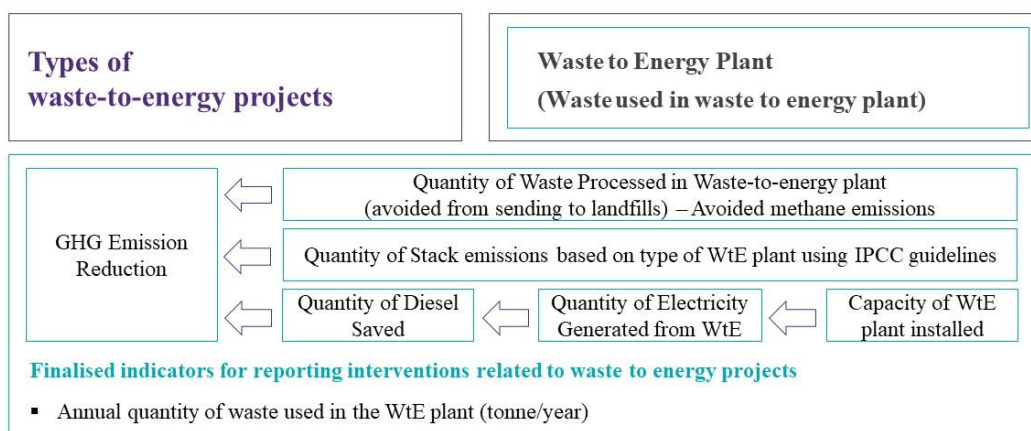 Types of
waste-to-energy projects
Waste to Energy Plant
(Waste used in waste to energy plant)
GHG Emission
Reduction
Quantity of Waste Processed in Waste-to-energy plant
(avoided from sending to landfills) – Avoided methane emissions
Quantity of Stack emissions based on type of WtE plant using IPCC guidelines
Quantity of Diesel
Saved
Quantity of Electricity
Generated from WtE
Capacity of WtE
plant installed
Finalised indicators for reporting interventions related to waste to energy projects
▪ Annual quantity of waste used in the WtE plant (tonne/year)